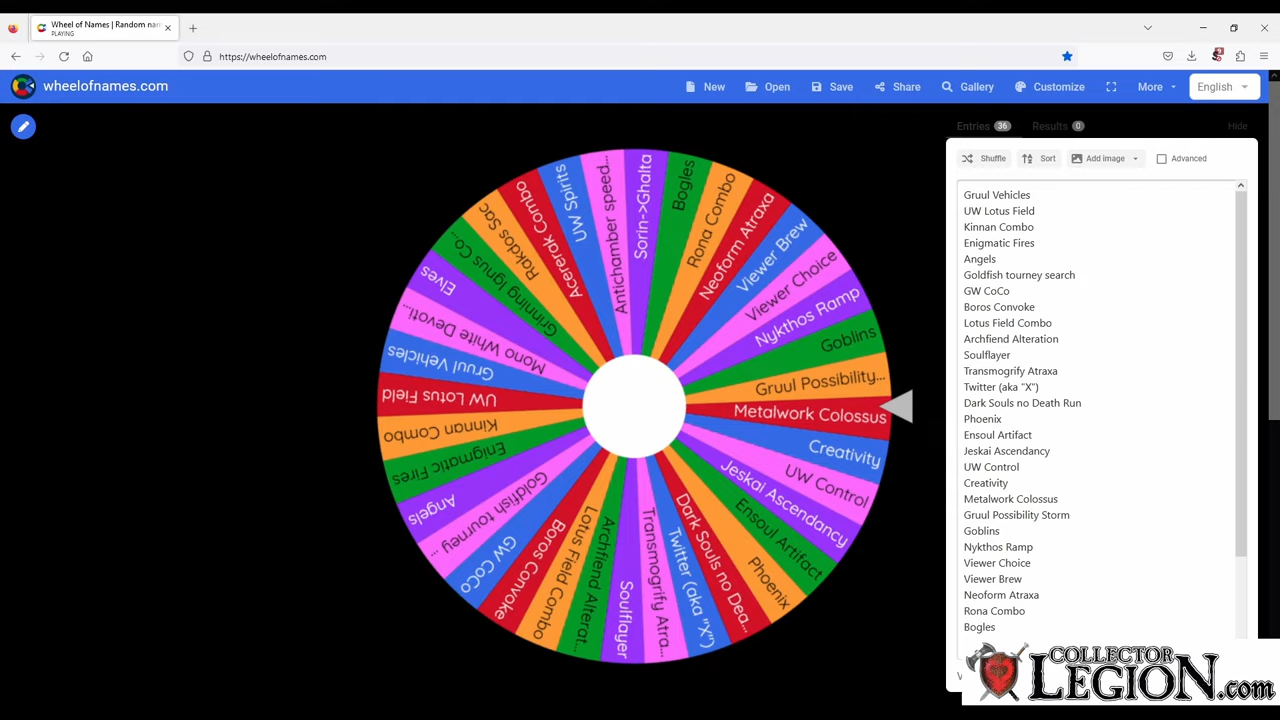 Wheel of Names | Random nam
PLAYING
https://wheelofnames.com
wheelofnames.com
New
Open
Save
Share
Gallery
Customize
More
English
Entries 36
Results 0
Hide
Shuffle
Sort
Add image
Advanced
Gruul Vehicles
UW Lotus Field
Kinnan Combo
Enigmatic Fires
Angels
Goldfish tourney search
GW CoCo
Boros Convoke
Lotus Field Combo
Archfiend Alteration
Soulflayer
Transmogrify Atraxa
Twitter (aka "X")
Dark Souls no Death Run
Phoenix
Ensoul Artifact
Jeskai Ascendancy
UW Control
Creativity
Metalwork Colossus
Gruul Possibility Storm
Goblins
Nykthos Ramp
Viewer Choice
Viewer Brew
Neoform Atraxa
Rona Combo
Bogles
Metalwork Colossus
Creativity
UW Control
Jeskai Ascendancy
Ensoul Artifact
Phoenix
Dark Souls no Dea...
Twitter (aka "X")
Transmogrify Atra...
Soulflayer
Archfiend Alterat...
Lotus Field Combo
Boros Convoke
GW CoCo
Goldfish tourney ...
Angels
Enigmatic Fires
Kinnan Combo
UW Lotus Field
Gruul Vehicles
Mono White Devoti...
Elves
Grinning Ignus Co...
Rakdos Sac
Acererak Combo
UW Spirits
Antichamber speed...
Sorin->Ghalta
Bogles
Rona Combo
Neoform Atraxa
Viewer Brew
Viewer Choice
Nykthos Ramp
Goblins
Gruul Possibility...
COLLECTOR
LEGION.com